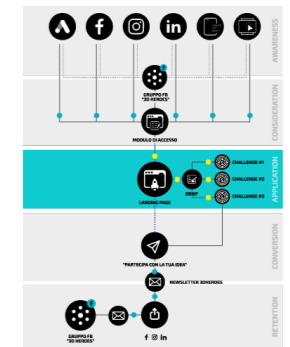 AWARENESS
GRUPPO FB
"3D HEROES"
CONSIDERATION
MODULO DI ACCESSO
APPLICATION
CHALLENGE #1
CHALLENGE #2
CHALLENGE #3
BRIEF
LANDING PAGE
CONVERSION
"PARTECIPA CON LA TUA IDEA"
NEWSLETTER 3DHEROES
RETENTION
GRUPPO FB
"3D HEROES"